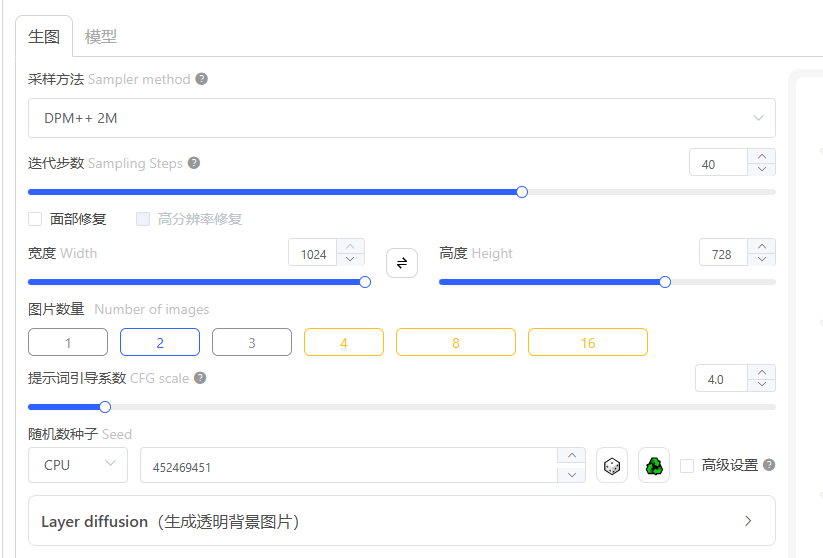 生图 模型
采样方法 Sampler method ?
DPM++ 2M
迭代步数 Sampling Steps ? 40
面部修复 高分辨率修复
宽度 Width 1024 高度 Height 728
图片数量 Number of images
1 2 3 4 8 16
提示词引导系数 CFG scale ? 4.0
随机数种子 Seed
CPU 452469451 高级设置 ?
Layer diffusion（生成透明背景图片）